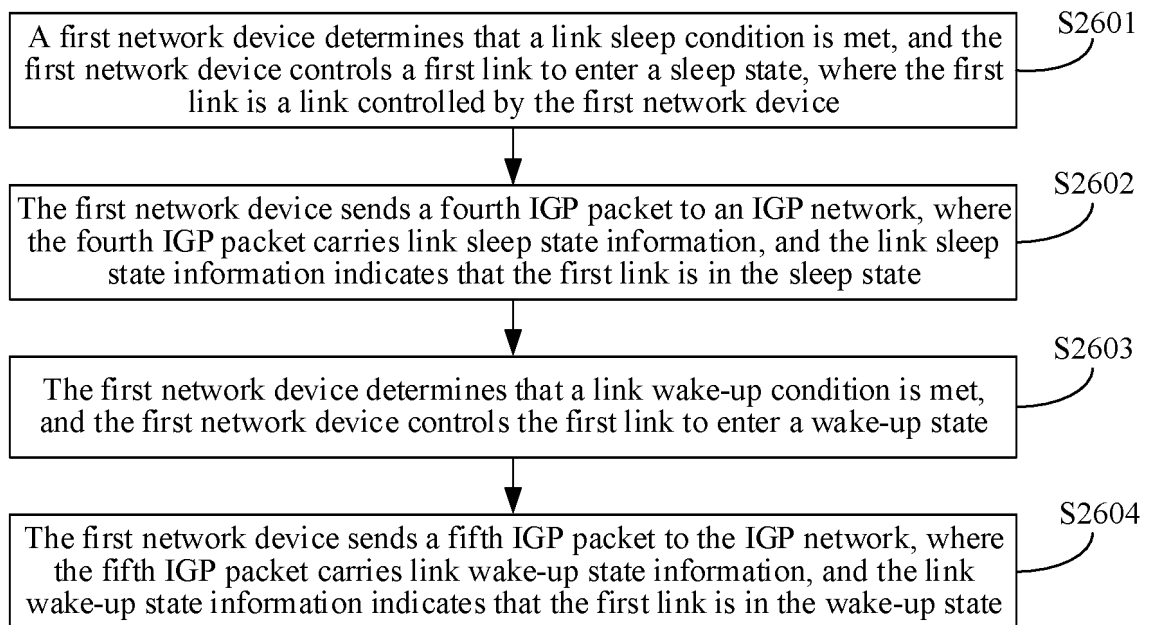 A first network device determines that a link sleep condition is met, and the
first network device controls a first link to enter a sleep state, where the first
link is a link controlled by the first network device
S2601
The first network device sends a fourth IGP packet to an IGP network, where
the fourth IGP packet carries link sleep state information, and the link sleep
state information indicates that the first link is in the sleep state
S2602
The first network device determines that a link wake-up condition is met,
and the first network device controls the first link to enter a wake-up state
S2603
The first network device sends a fifth IGP packet to the IGP network, where
the fifth IGP packet carries link wake-up state information, and the link
wake-up state information indicates that the first link is in the wake-up state
S2604